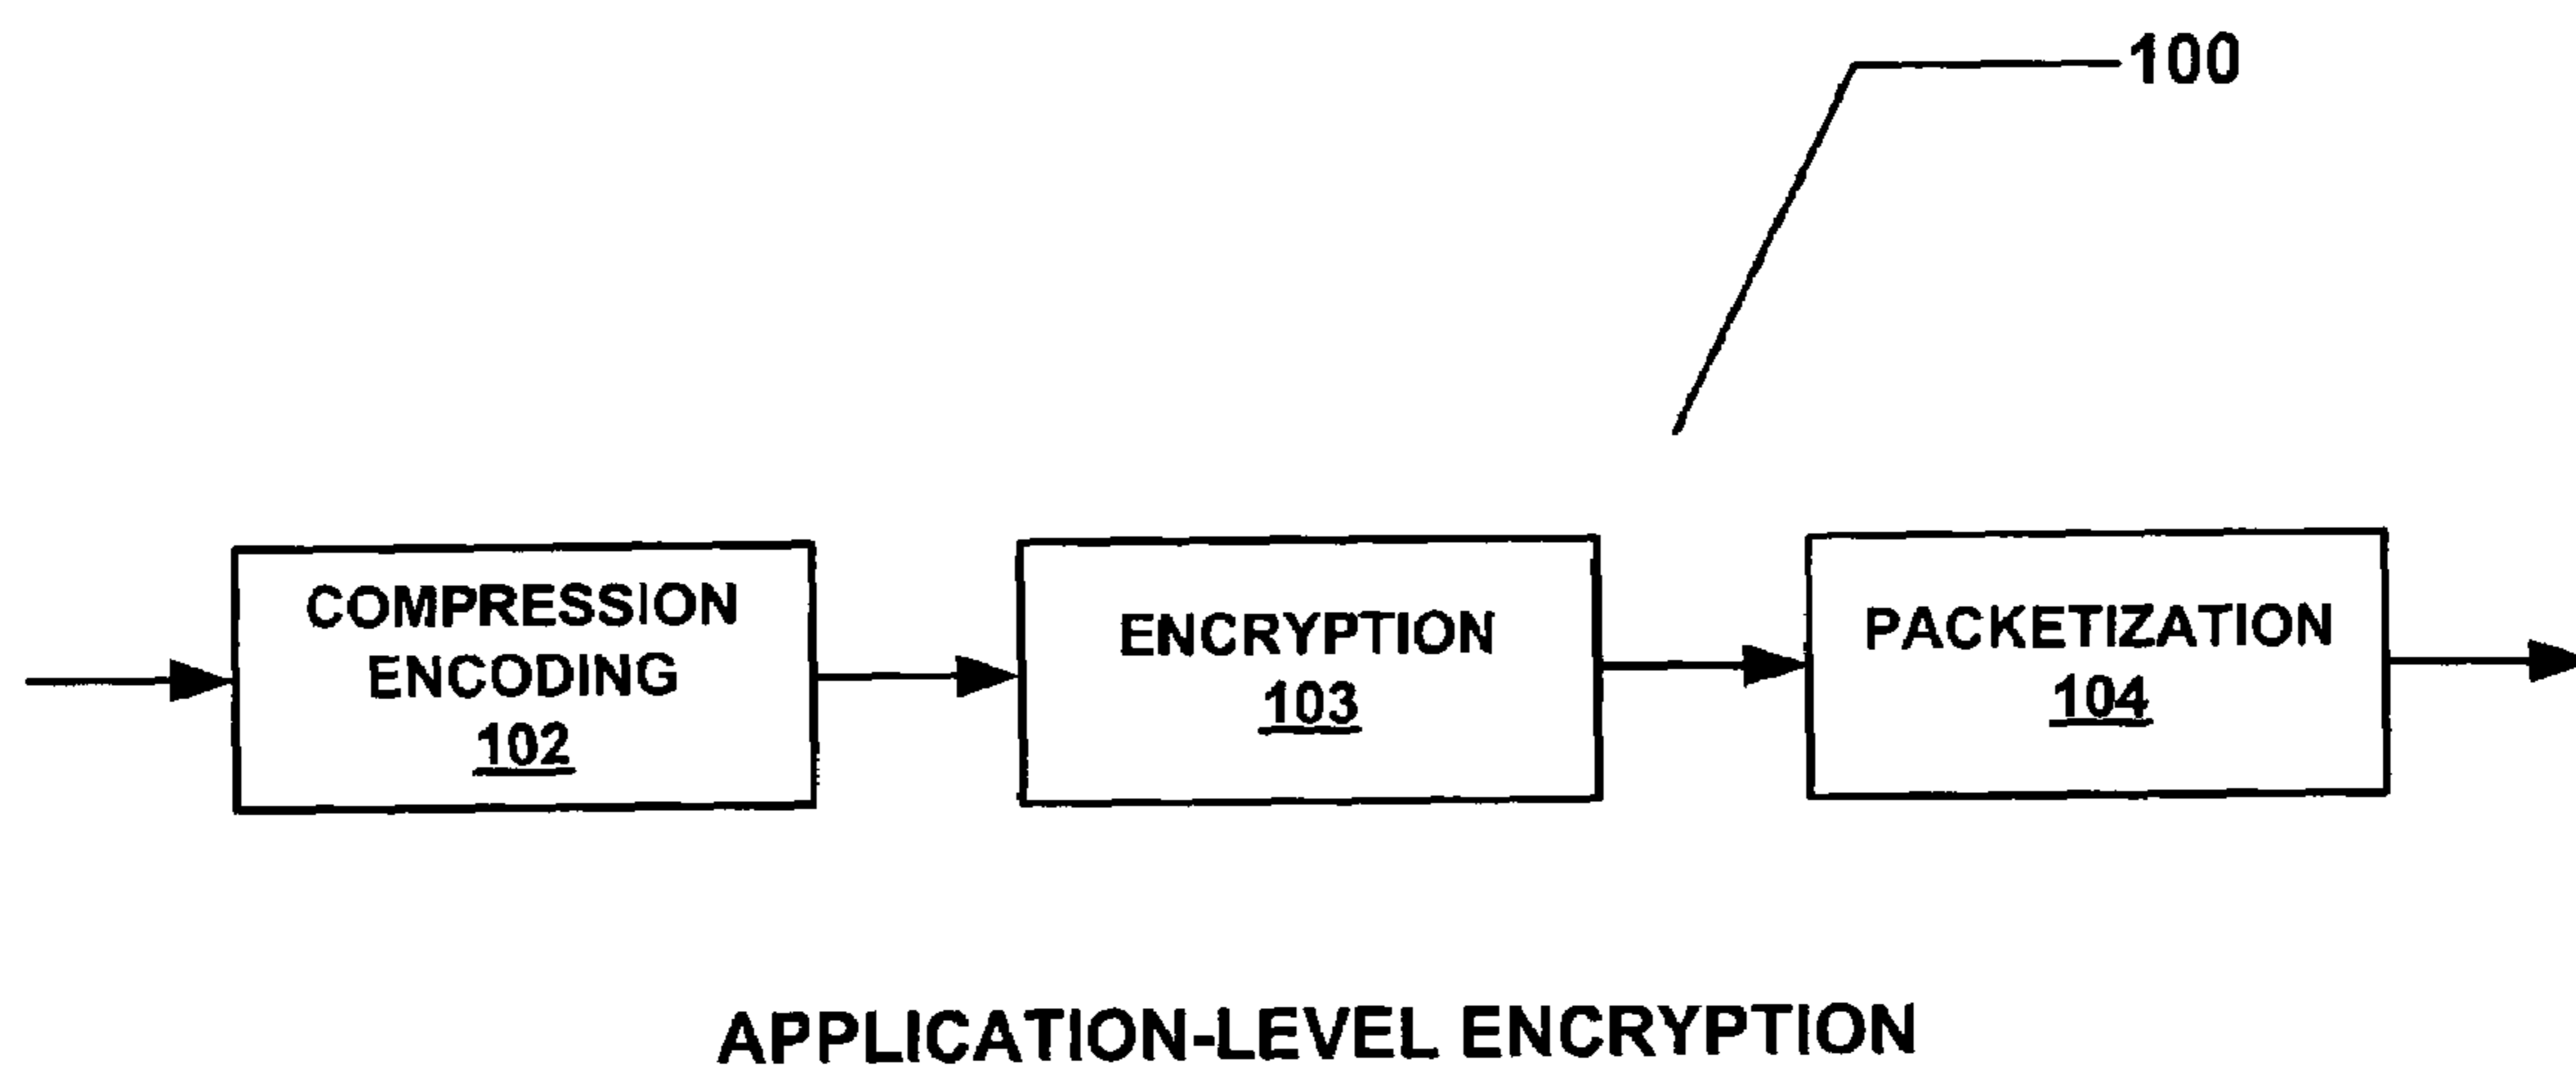 100
COMPRESSION
ENCODING
102
ENCRYPTION
103
PACKETIZATION
104
APPLICATION-LEVEL ENCRYPTION